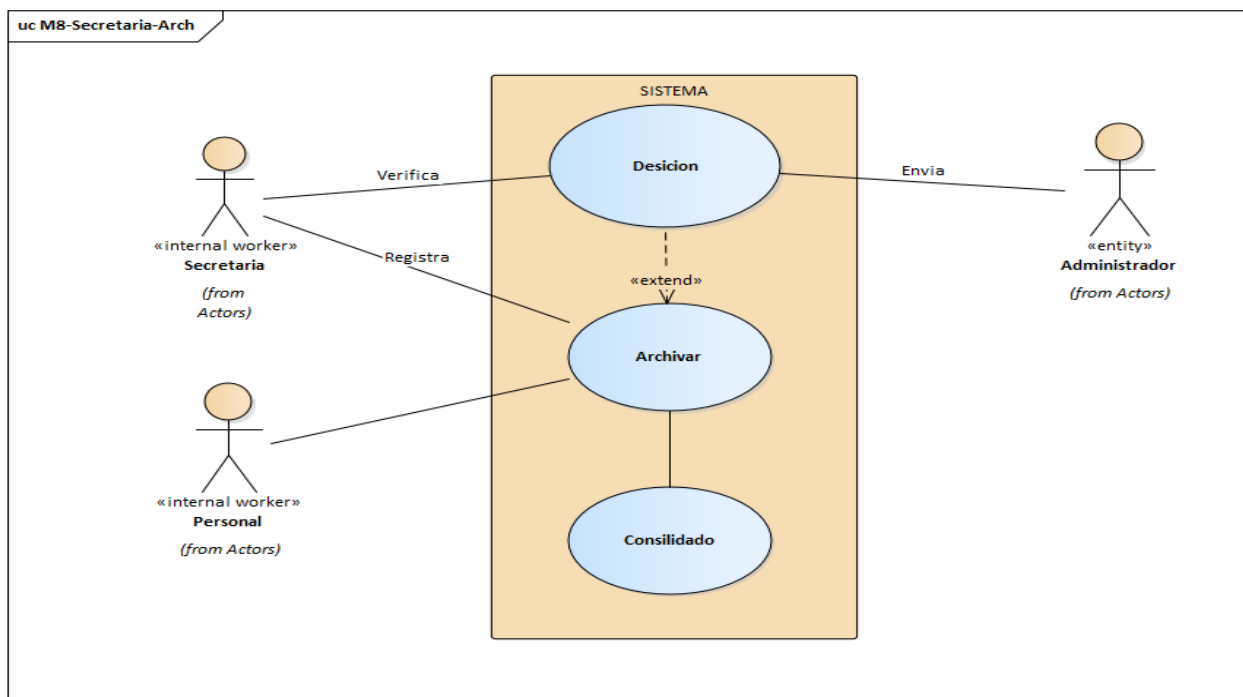 uc M8-Secretaria-Arch
SISTEMA
Desicion
Verifica
Envia
«internal worker»
Secretaria
(from
Actors)
Registra
«entity»
Administrador
(from Actors)
«extend»
Archivar
«internal worker»
Personal
(from Actors)
Consilidado